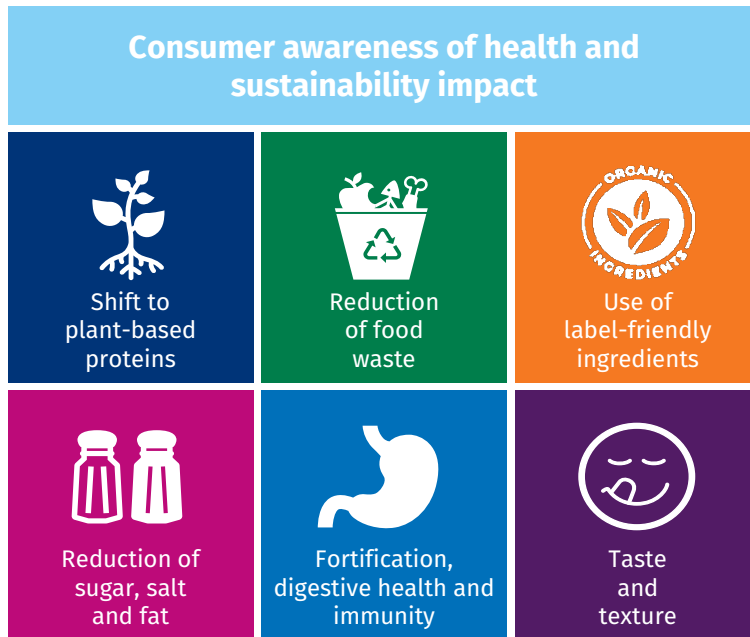 Consumer awareness of health and
sustainability impact
Shift to
plant-based
proteins
Reduction
of food
waste
ORGANIC
INGREDIENTS
Use of
label-friendly
ingredients
Reduction of
sugar, salt
and fat
Fortification,
digestive health and
immunity
Taste
and
texture